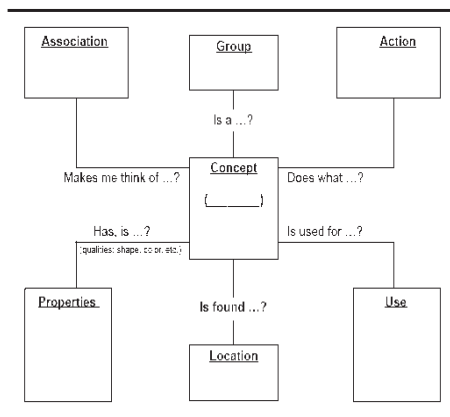 Association
Group
Action
Is a ...?
Makes me think of ...?
Concept
(________)
Does what ...?
Has, is ...?
(qualities: shape, color, etc.)
Is used for ...?
Properties
Is found ...?
Use
Location